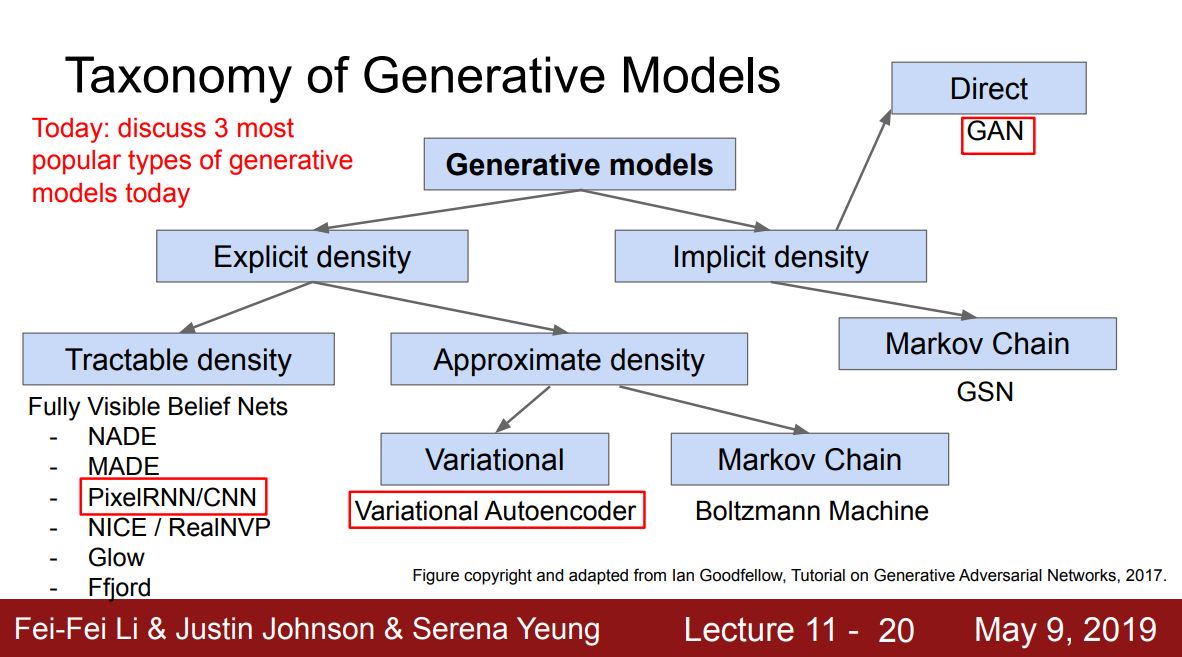 Taxonomy of Generative Models
Today: discuss 3 most
popular types of generative
models today
Direct
GAN
Generative models
Explicit density
Implicit density
Tractable density
Approximate density
Markov Chain
GSN
Fully Visible Belief Nets
- NADE
- MADE
- PixelRNN/CNN
- NICE / RealNVP
- Glow
- Ffjord
Variational
Markov Chain
Variational Autoencoder
Boltzmann Machine
Figure copyright and adapted from Ian Goodfellow, Tutorial on Generative Adversarial Networks, 2017.
Fei-Fei Li & Justin Johnson & Serena Yeung
Lecture 11 - 20
May 9, 2019